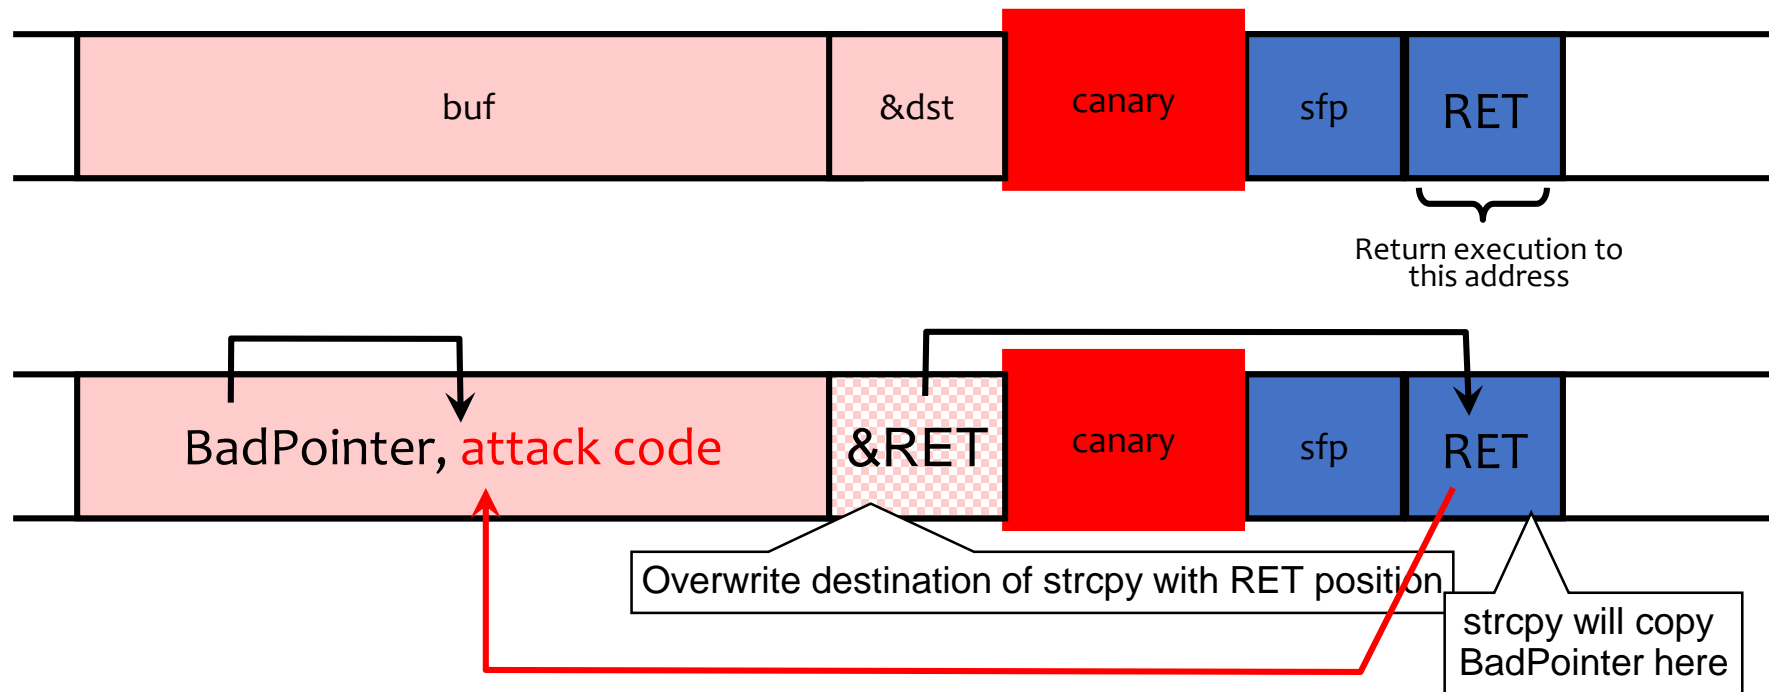 buf
&dst
canary
sfp
RET
Return execution to
this address
BadPointer, attack code
&RET
canary
sfp
RET
Overwrite destination of strcpy with RET position
strcpy will copy
BadPointer here